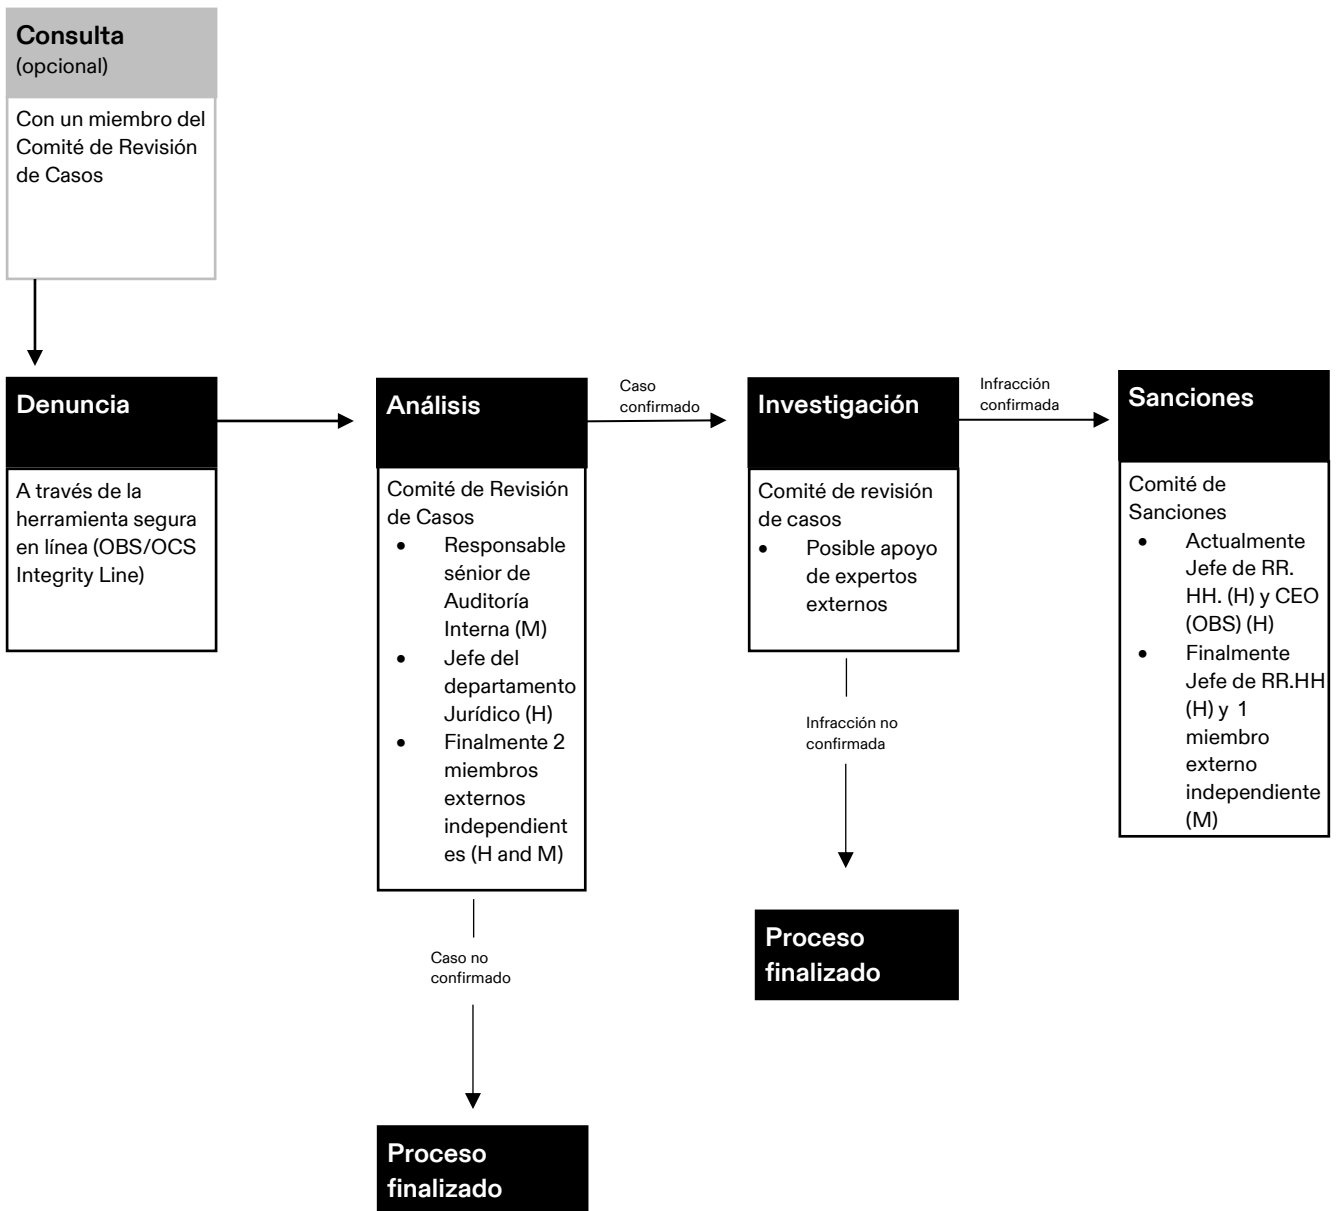 Consulta
(opcional)
Con un miembro del
Comité de Revisión
de Casos
Denuncia
A través de la
herramienta segura
en línea (OBS/OCS
Integrity Line)
Análisis
Comité de Revisión
de Casos
• Responsable
sénior de
Auditoría
Interna (M)
• Jefe del
departamento
Jurídico (H)
• Finalmente 2
miembros
externos
independient
es (H and M)
Caso no
confirmado
Proceso
finalizado
Caso
confirmado
Investigación
Comité de revisión
de casos
• Posible apoyo
de expertos
externos
Infracción no
confirmada
Proceso
finalizado
Infracción
confirmada
Sanciones
Comité de
Sanciones
• Actualmente
Jefe de RR.
HH. (H) y CEO
(OBS) (H)
• Finalmente
Jefe de RR.HH
(H) y 1
miembro
externo
independiente
(M)